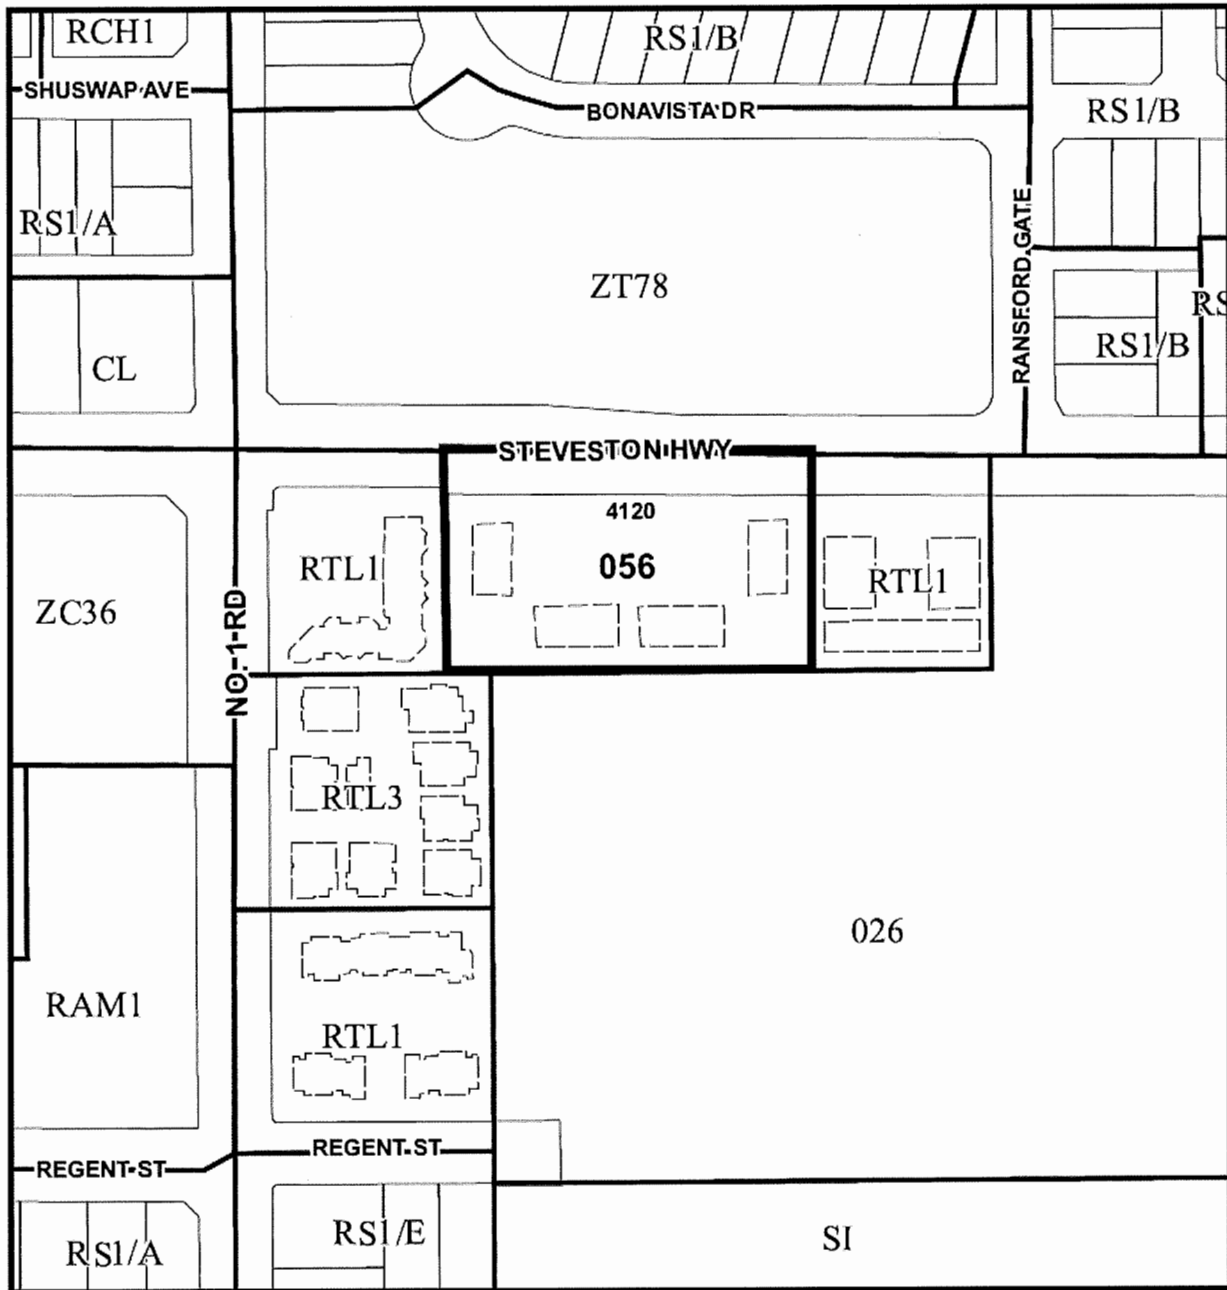 RCH1
RS1/B
SHUSWAP AVE
BONAVISTA DR
RS1/B
RS1/A
RANSFORD GATE
ZT78
RS
CL
RS1/B
STEVESTON HWY
4120
056
RTL1
RTL1
ZC36
NO. 1 RD
RTL3
026
RAM1
RTL1
REGENT ST
REGENT ST
RS1/A
RS1/E
SI